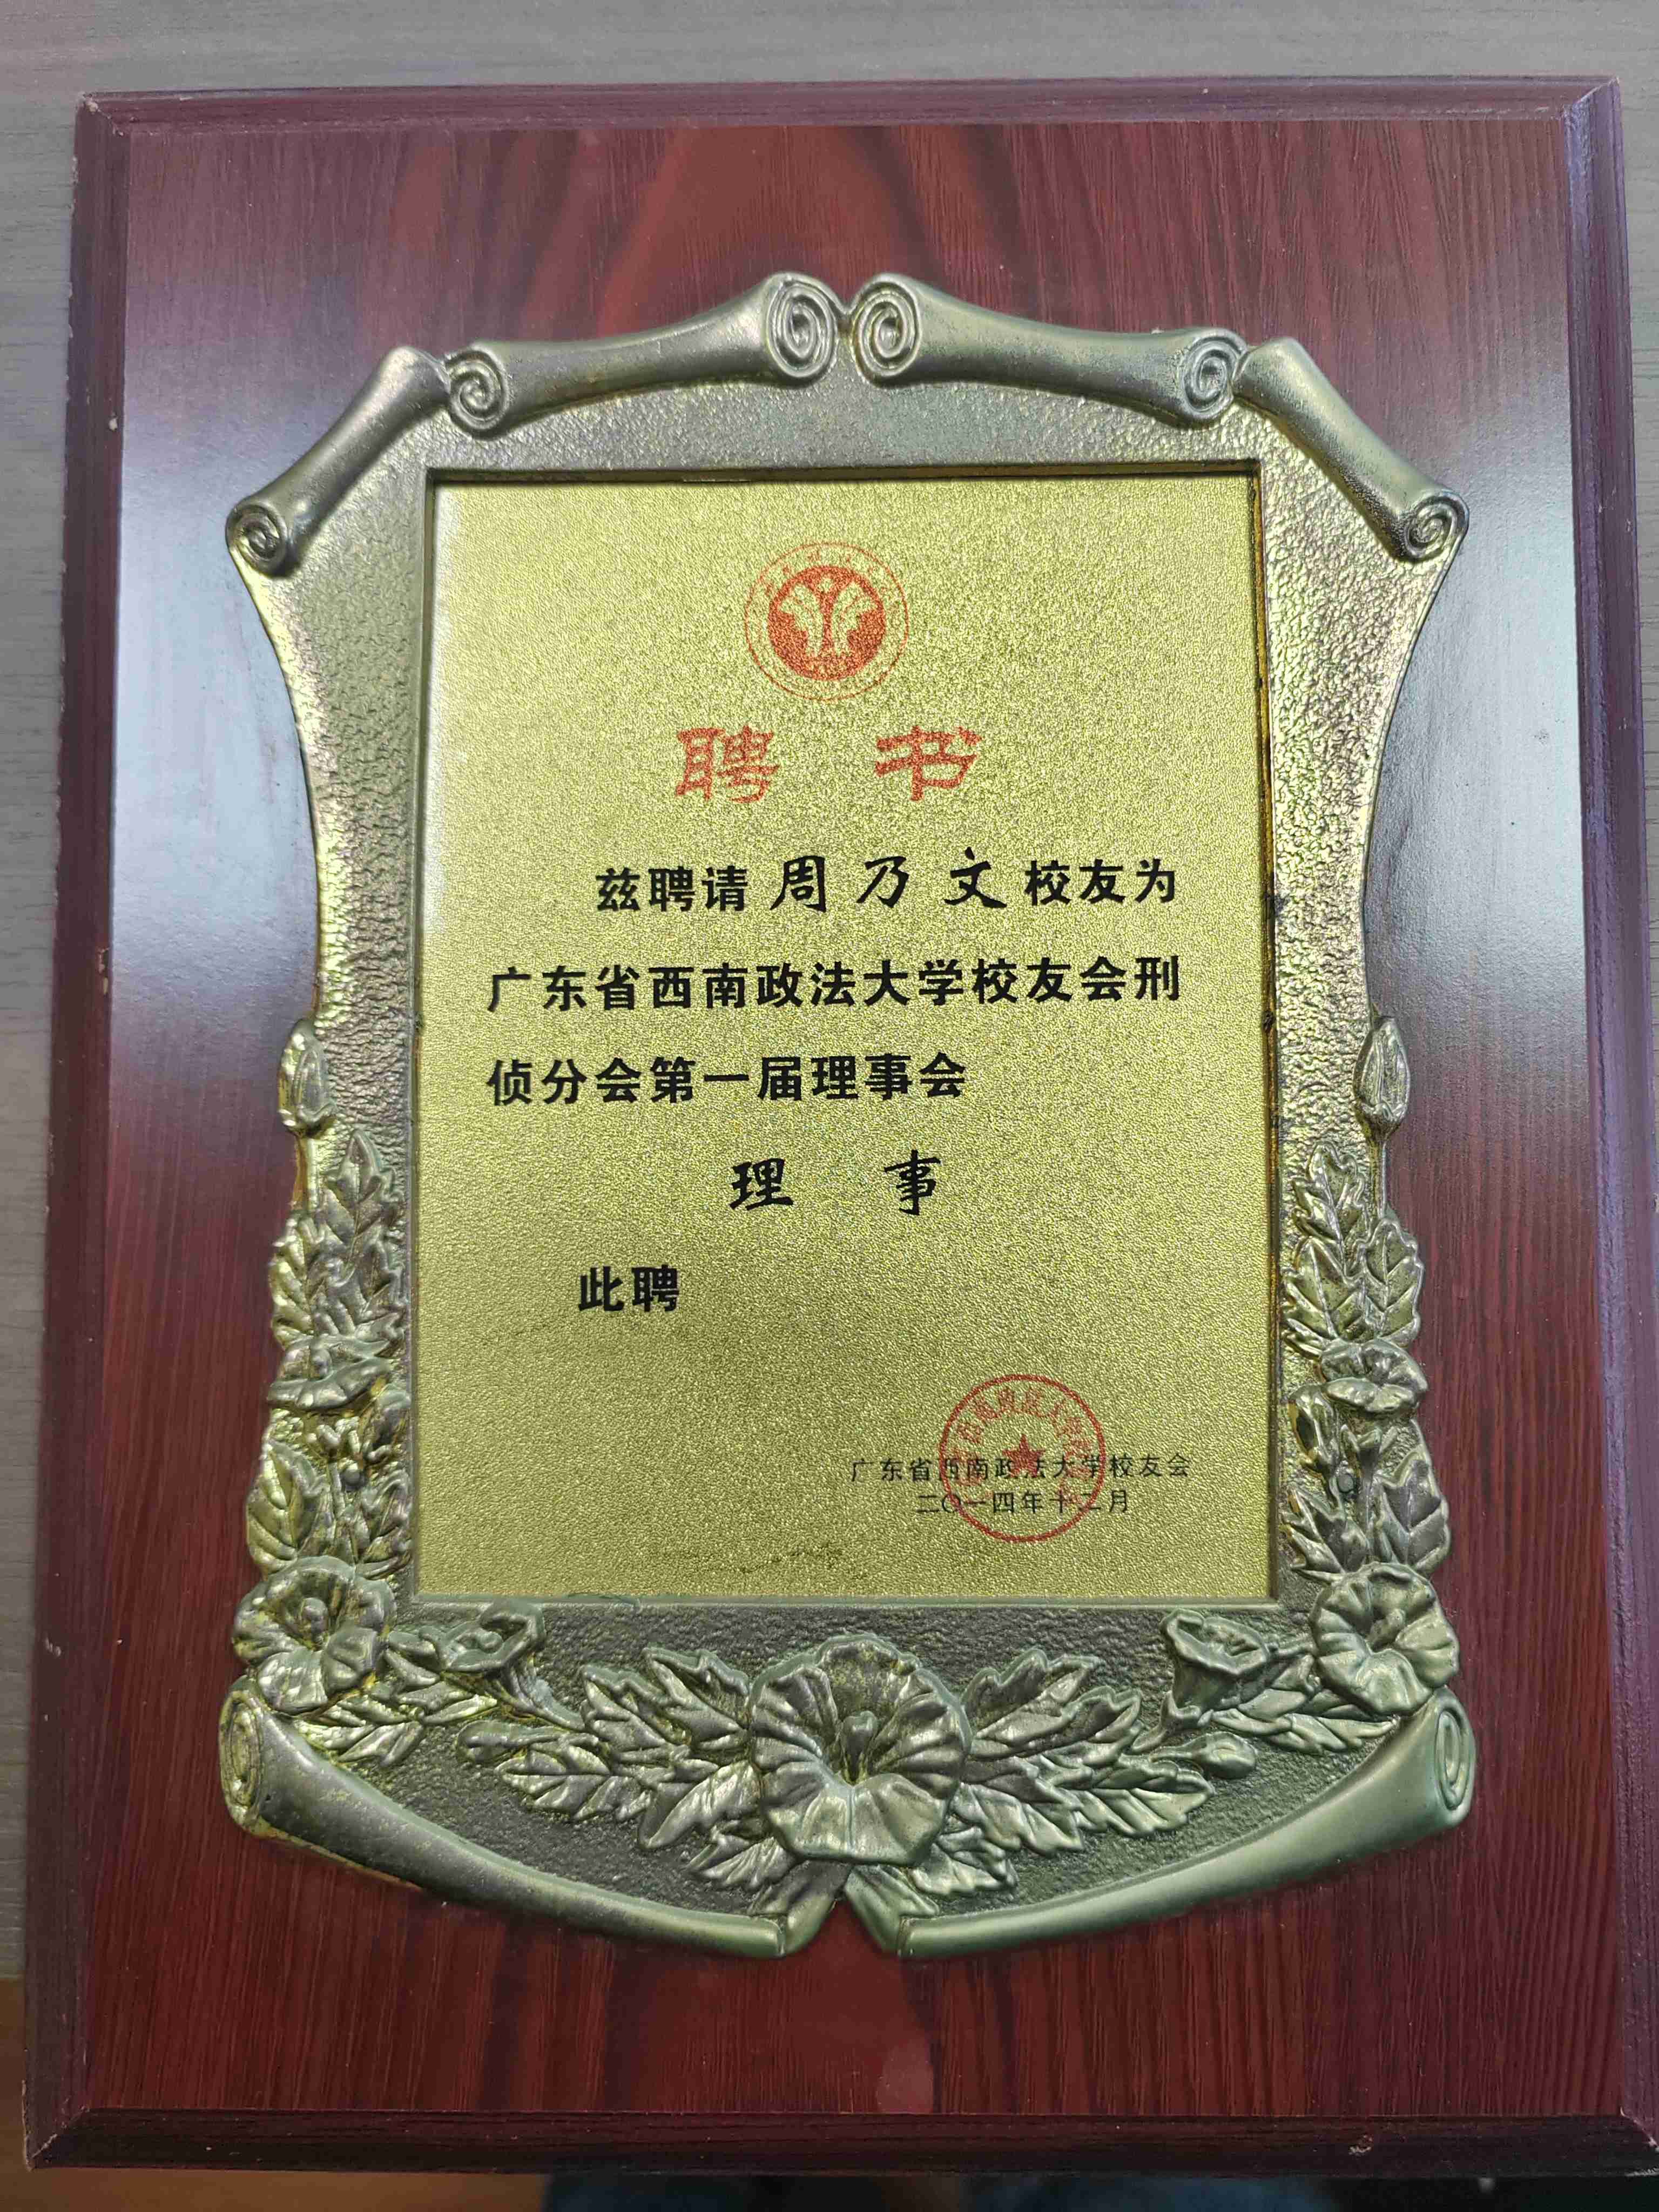 聘 书
兹聘请 周乃文 校友为
广东省西南政法大学校友会刑
侦分会第一届理事会
理 事
此聘
广东省西南政法大学校友会
二〇一四年十二月